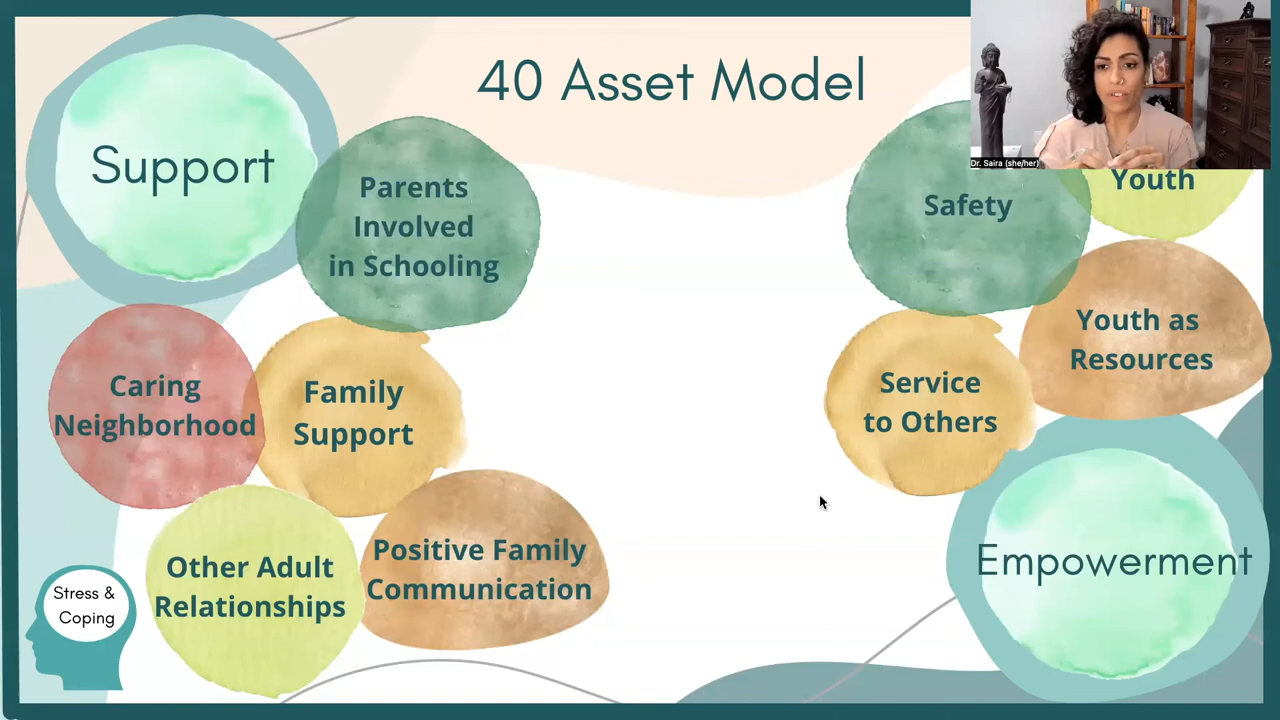 40 Asset Model
Support
Parents
Involved
in Schooling
Caring
Neighborhood
Family
Support
Other Adult
Relationships
Positive Family
Communication
Stress &
Coping
Dr. Saira (she/her)
Safety
Youth
Youth as
Resources
Service
to Others
Empowerment